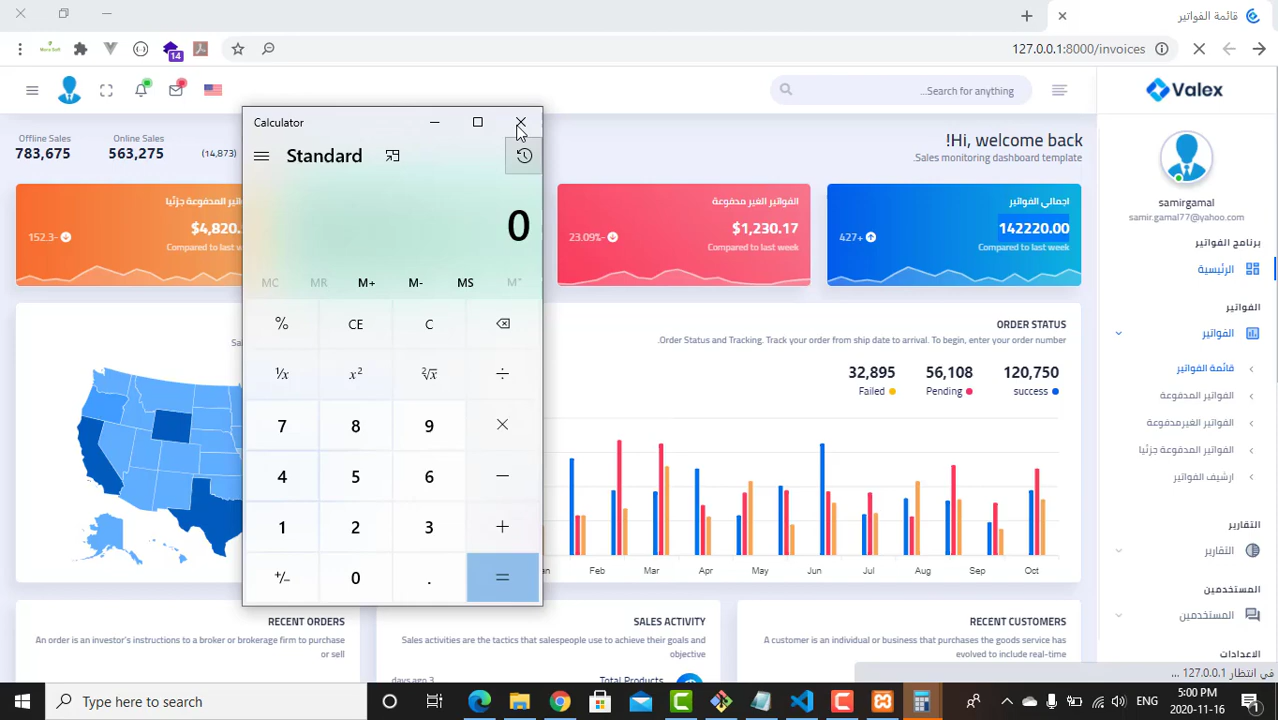 قائمة الفواتير
127.0.0.1:8000/invoices
14
Valex
Search for anything...
Hi, welcome back!
Sales monitoring dashboard template.
Offline Sales
783,675
Online Sales
563,275
(14,873)
samirgamal
samir.gamal77@yahoo.com
برنامج الفواتير
الرئيسية
الفواتير
الفواتير
قائمة الفواتير
الفواتير المدفوعة
الفواتير الغيرمدفوعة
الفواتير المدفوعة جزئيا
ارشيف الفواتير
التقارير
التقارير
المستخدمين
المستخدمين
الاعدادات
اجمالي الفواتير
142220.00
Compared to last week
427+
الفواتير الغير مدفوعة
$1,230.17
Compared to last week
23.09%-
الفواتير المدفوعة جزئيا
$4,820.
Compared to last w
152.3-
Calculator
Standard
0
MC MR M+ M- MS M˅
% CE C
¹/x x² ²√x ÷
7 8 9 ×
4 5 6 −
1 2 3 +
+/− 0 . =
ORDER STATUS
Order Status and Tracking. Track your order from ship date to arrival. To begin, enter your order number.
32,895
Failed
56,108
Pending
120,750
success
Sa
an Feb Mar Apr May Jun Jul Aug Sep Oct
RECENT ORDERS
An order is an investor's instructions to a broker or brokerage firm to purchase
or sell
SALES ACTIVITY
Sales activities are the tactics that salespeople use to achieve their goals and
objective
Total Products
days ago 3
RECENT CUSTOMERS
A customer is an individual or business that purchases the goods service has
evolved to include real-time
في انتظار 127.0.0.1 ...
Type here to search
5:00 PM
2020-11-16
1